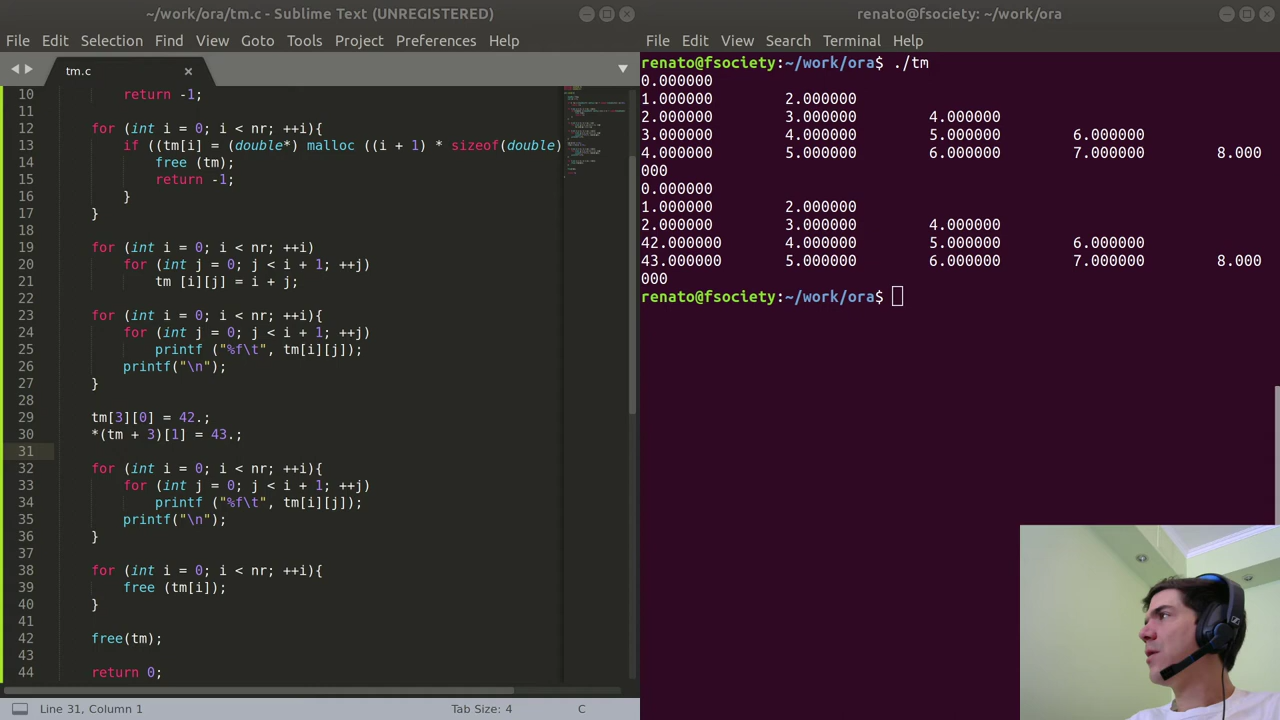 ~/work/ora/tm.c - Sublime Text (UNREGISTERED)
File Edit Selection Find View Goto Tools Project Preferences Help
tm.c
10 return -1;
11
12 for (int i = 0; i < nr; ++i){
13 if ((tm[i] = (double*) malloc ((i + 1) * sizeof(double)
14 free (tm);
15 return -1;
16 }
17 }
18
19 for (int i = 0; i < nr; ++i)
20 for (int j = 0; j < i + 1; ++j)
21 tm [i][j] = i + j;
22
23 for (int i = 0; i < nr; ++i){
24 for (int j = 0; j < i + 1; ++j)
25 printf ("%f\t", tm[i][j]);
26 printf("\n");
27 }
28
29 tm[3][0] = 42.;
30 *(tm + 3)[1] = 43.;
31
32 for (int i = 0; i < nr; ++i){
33 for (int j = 0; j < i + 1; ++j)
34 printf ("%f\t", tm[i][j]);
35 printf("\n");
36 }
37
38 for (int i = 0; i < nr; ++i){
39 free (tm[i]);
40 }
41
42 free(tm);
43
44 return 0;
Line 31, Column 1 Tab Size: 4 C
renato@fsociety: ~/work/ora
File Edit View Search Terminal Help
renato@fsociety:~/work/ora$ ./tm
0.000000
1.000000 2.000000
2.000000 3.000000 4.000000
3.000000 4.000000 5.000000 6.000000
4.000000 5.000000 6.000000 7.000000 8.000
000
0.000000
1.000000 2.000000
2.000000 3.000000 4.000000
42.000000 4.000000 5.000000 6.000000
43.000000 5.000000 6.000000 7.000000 8.000
000
renato@fsociety:~/work/ora$